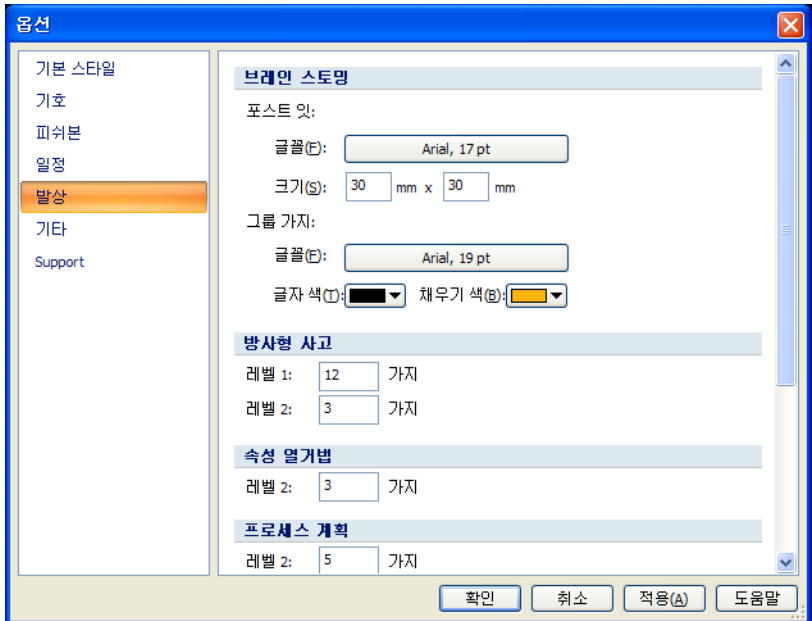 옵션
기본 스타일
기호
피쉬본
일정
발상
기타
Support
브레인 스토밍
포스트 잇:
글꼴(F): Arial, 17 pt
크기(S): 30 mm x 30 mm
그룹 가지:
글꼴(F): Arial, 19 pt
글자 색(T): 채우기 색(B):
방사형 사고
레벨 1: 12 가지
레벨 2: 3 가지
속성 열거법
레벨 2: 3 가지
프로세스 계획
레벨 2: 5 가지
확인 취소 적용(A) 도움말